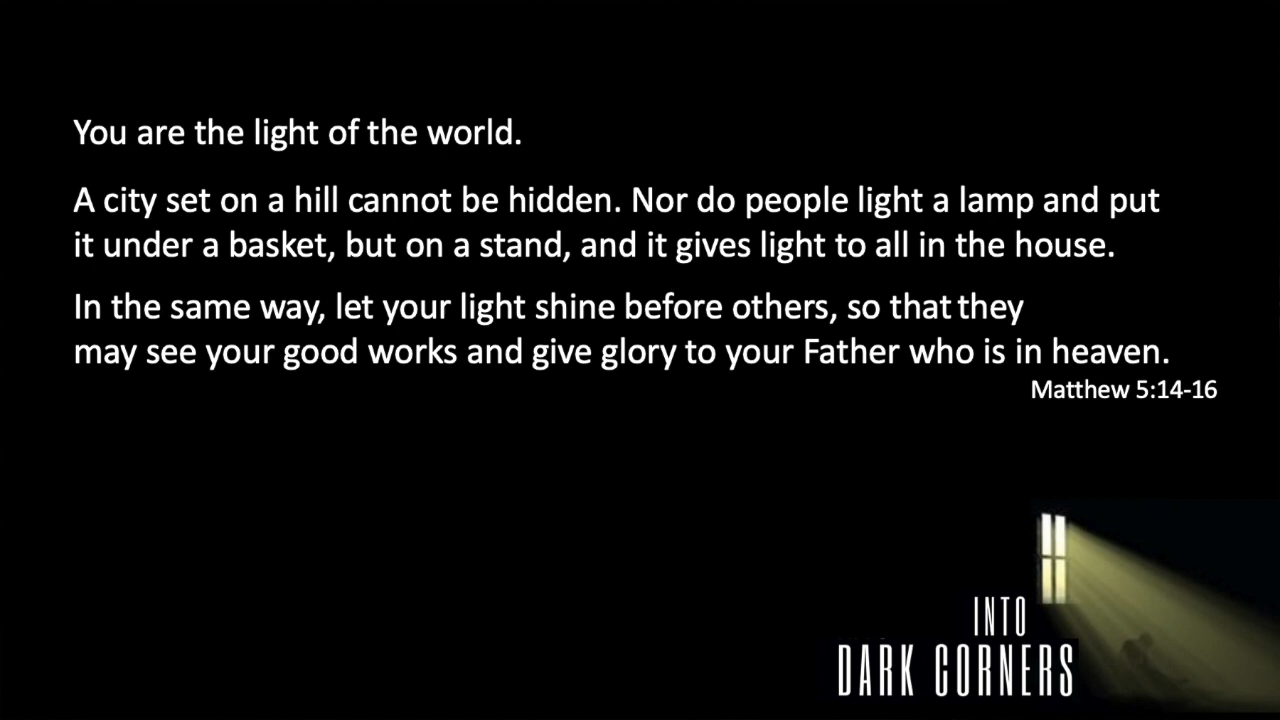 You are the light of the world.
A city set on a hill cannot be hidden. Nor do people light a lamp and put
it under a basket, but on a stand, and it gives light to all in the house.
In the same way, let your light shine before others, so that they
may see your good works and give glory to your Father who is in heaven.
Matthew 5:14-16
INTO
DARK CORNERS